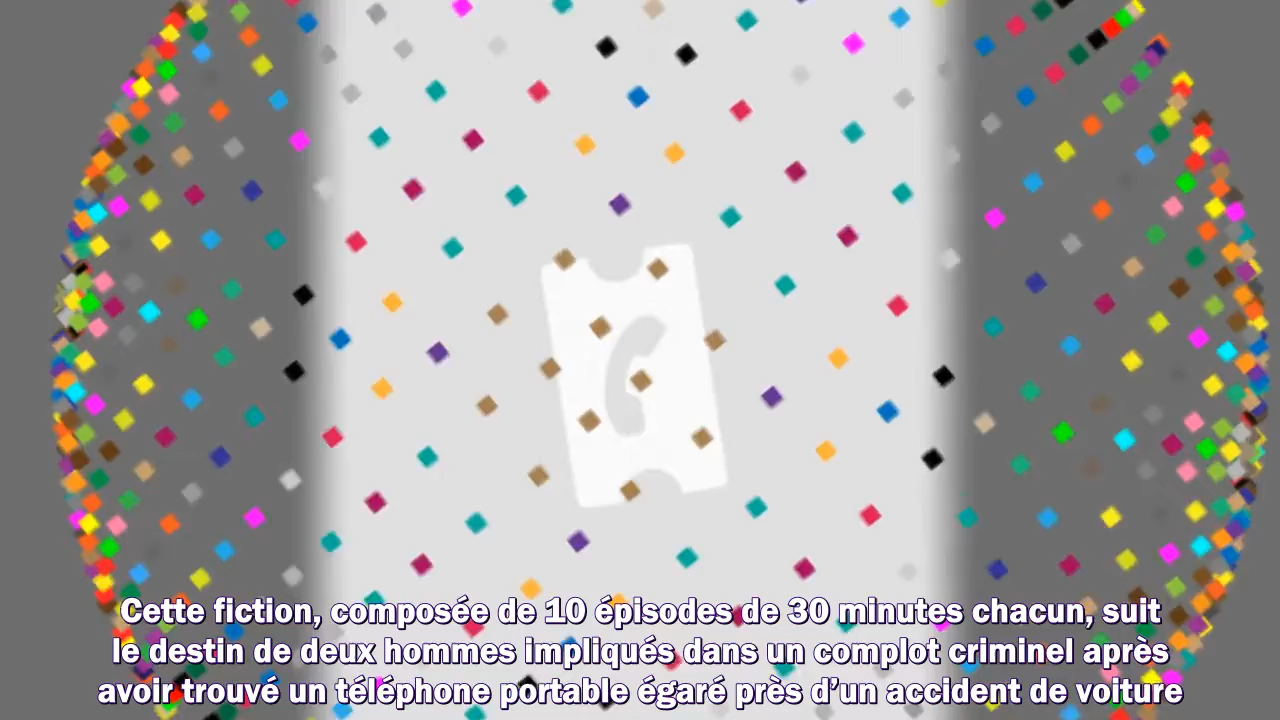 Cette fiction, composée de 10 épisodes de 30 minutes chacun, suit
le destin de deux hommes impliqués dans un complot criminel après
avoir trouvé un téléphone portable égaré près d’un accident de voiture